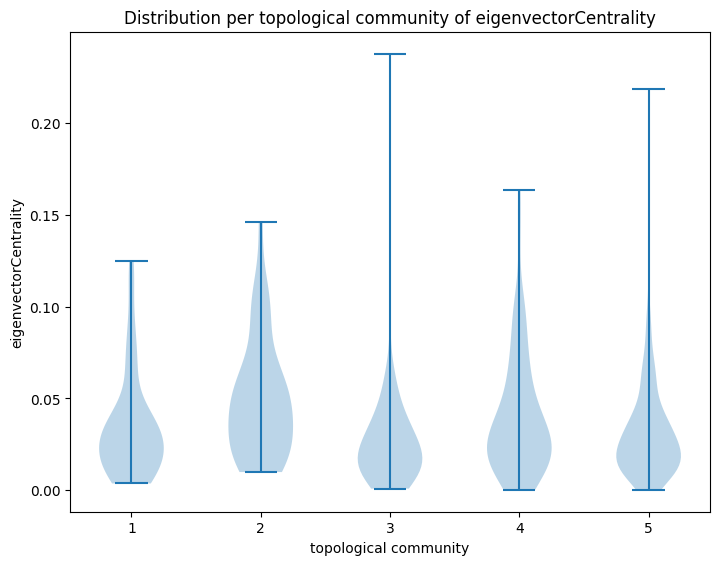 Distribution per topological community of eigenvectorCentrality
eigenvectorCentrality
0.20
0.15
0.10
0.05
0.00
1 2 3 4 5
topological community